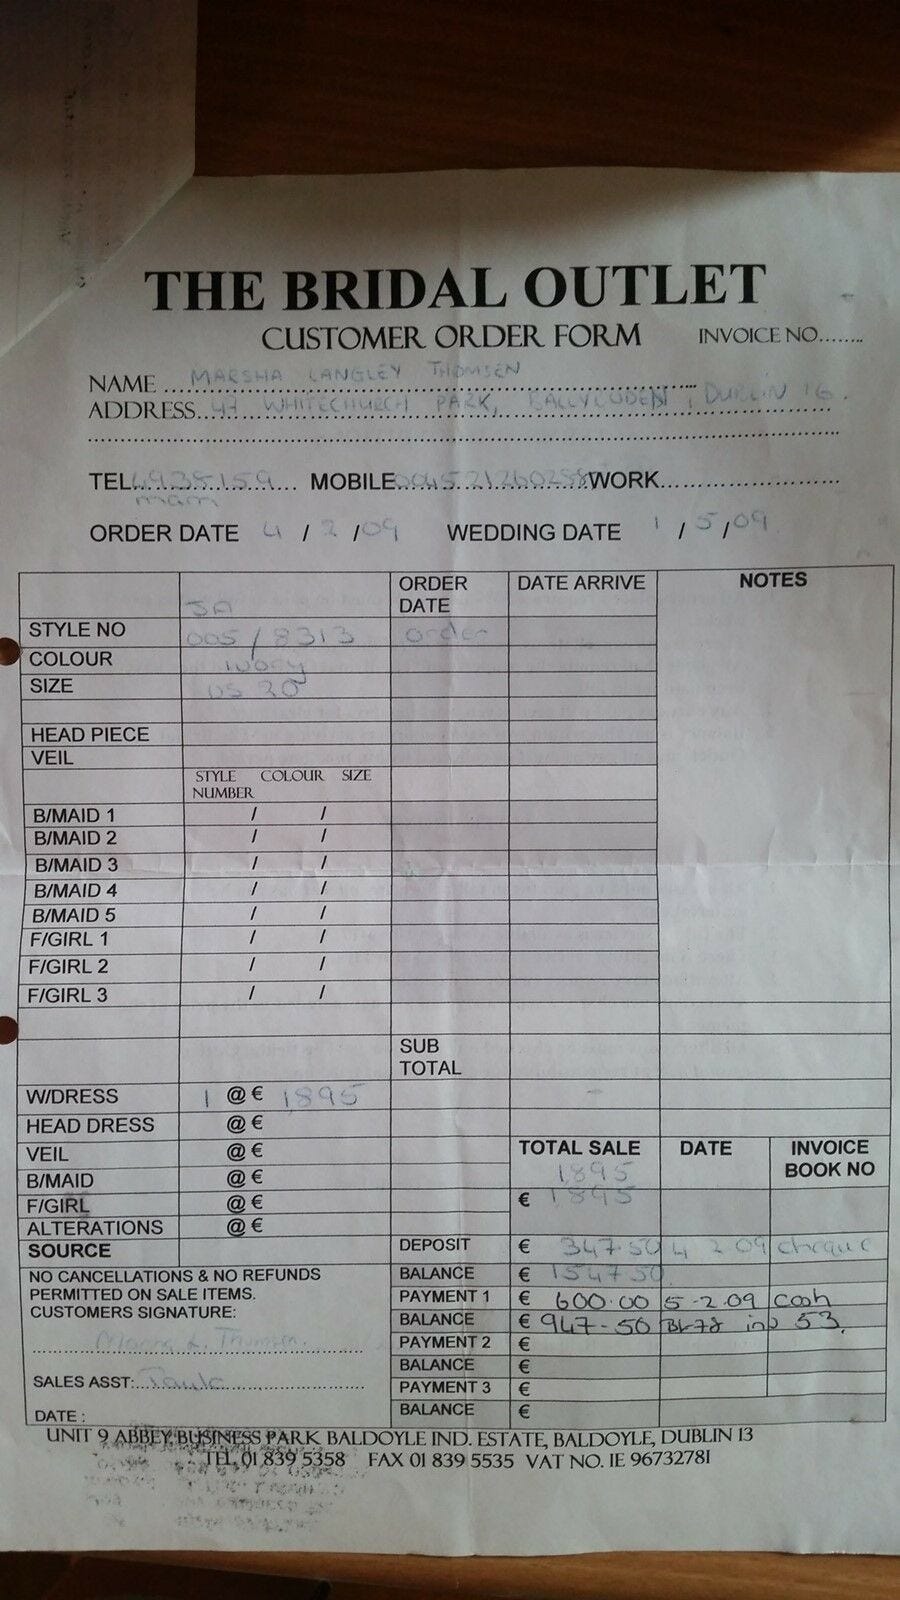 THE BRIDAL OUTLET
CUSTOMER ORDER FORM INVOICE NO........
NAME MARSHA LANGLEY THOMSEN
ADDRESS 47 WHITECHURCH PARK, BALLYBODEN, DUBLIN 16.
TEL 4938159 MOBILE WORK
mam
ORDER DATE 4 / 2 / 09 WEDDING DATE 1 / 5 / 09
ORDER DATE DATE ARRIVE NOTES
JA
STYLE NO 005/8313 order
COLOUR ivory
SIZE US 20
HEAD PIECE
VEIL
STYLE NUMBER COLOUR SIZE
B/MAID 1 / /
B/MAID 2 / /
B/MAID 3 / /
B/MAID 4 / /
B/MAID 5 / /
F/GIRL 1 / /
F/GIRL 2 / /
F/GIRL 3 / /
SUB TOTAL
W/DRESS 1 @ € 1,895 -
HEAD DRESS @ €
VEIL @ € TOTAL SALE DATE INVOICE BOOK NO
B/MAID @ € 1895
F/GIRL @ € € 1895
ALTERATIONS @ €
SOURCE DEPOSIT € 347.50 4 2 09 cheque
NO CANCELLATIONS & NO REFUNDS BALANCE € 1547.50
PERMITTED ON SALE ITEMS. PAYMENT 1 € 600.00 5-2.09 cash
CUSTOMERS SIGNATURE: BALANCE € 947-50 53.
PAYMENT 2 €
BALANCE €
SALES ASST: Paula PAYMENT 3 €
DATE : BALANCE €
UNIT 9 ABBEY BUSINESS PARK BALDOYLE IND. ESTATE, BALDOYLE, DUBLIN 13
TEL 01 839 5358 FAX 01 839 5535 VAT NO. IE 9673278I